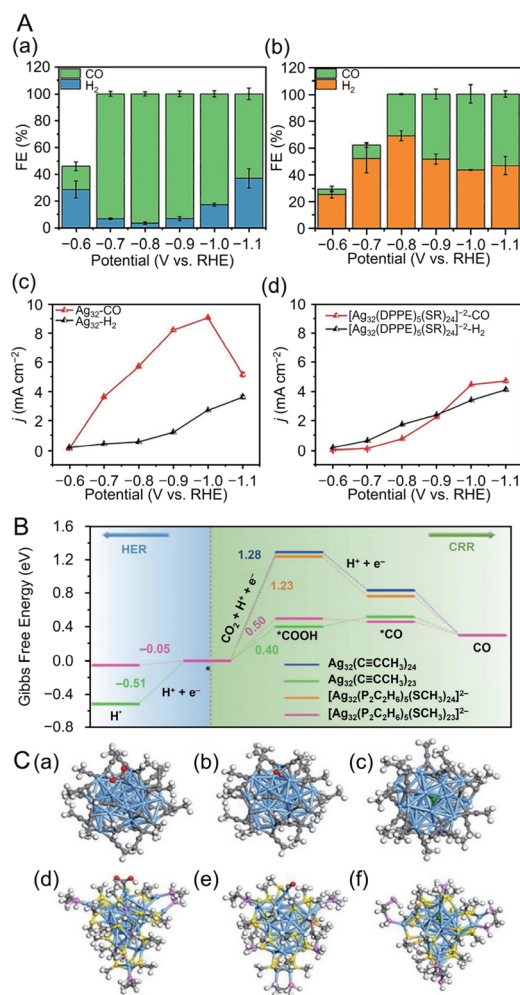 A
(a)
120
100
80
60
40
20
0
FE (%)
CO
H₂
−0.6 −0.7 −0.8 −0.9 −1.0 −1.1
Potential (V vs. RHE)
(b)
120
100
80
60
40
20
0
FE (%)
CO
H₂
−0.6 −0.7 −0.8 −0.9 −1.0 −1.1
Potential (V vs. RHE)
(c)
10
8
6
4
2
0
j (mA cm⁻²)
Ag₃₂-CO
Ag₃₂-H₂
−0.6 −0.7 −0.8 −0.9 −1.0 −1.1
Potential (V vs. RHE)
(d)
10
8
6
4
2
0
j (mA cm⁻²)
[Ag₃₂(DPPE)₅(SR)₂₄]⁻²-CO
[Ag₃₂(DPPE)₅(SR)₂₄]⁻²-H₂
−0.6 −0.7 −0.8 −0.9 −1.0 −1.1
Potential (V vs. RHE)
B
1.6
1.2
0.8
0.4
0.0
−0.4
−0.8
Gibbs Free Energy (eV)
HER
CRR
CO₂ + H⁺ + e⁻
1.28
1.23
0.50
0.40
H⁺ + e⁻
*COOH
*CO
CO
−0.05
−0.51
H⁺ + e⁻
*
H*
Ag₃₂(C≡CCH₃)₂₄
Ag₃₂(C≡CCH₃)₂₃
[Ag₃₂(P₂C₂H₆)₅(SCH₃)₂₄]²⁻
[Ag₃₂(P₂C₂H₆)₅(SCH₃)₂₃]²⁻
C
(a)
(b)
(c)
(d)
(e)
(f)